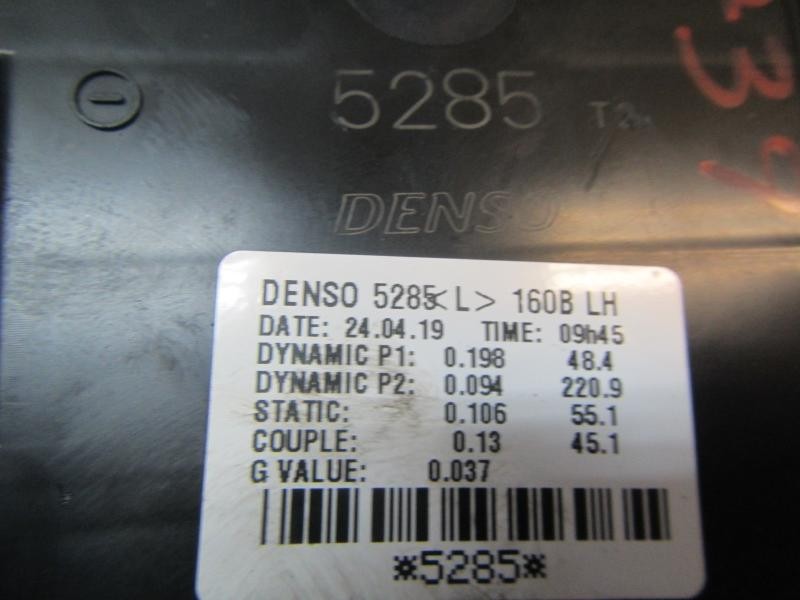 5285
DENSO
DENSO 5285<L> 160B LH
DATE: 24.04.19 TIME: 09h45
DYNAMIC P1: 0.198 48.4
DYNAMIC P2: 0.094 220.9
STATIC: 0.106 55.1
COUPLE: 0.13 45.1
G VALUE: 0.037
*5285*